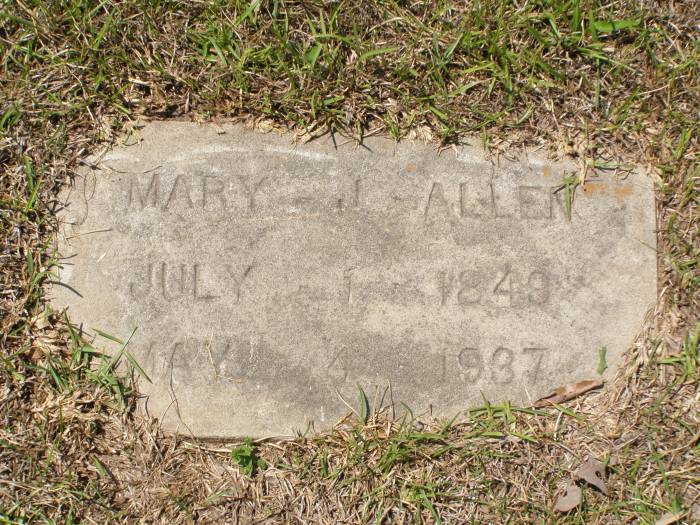 MARY J ALLEN
JULY 1 1849
MAY 4 1937